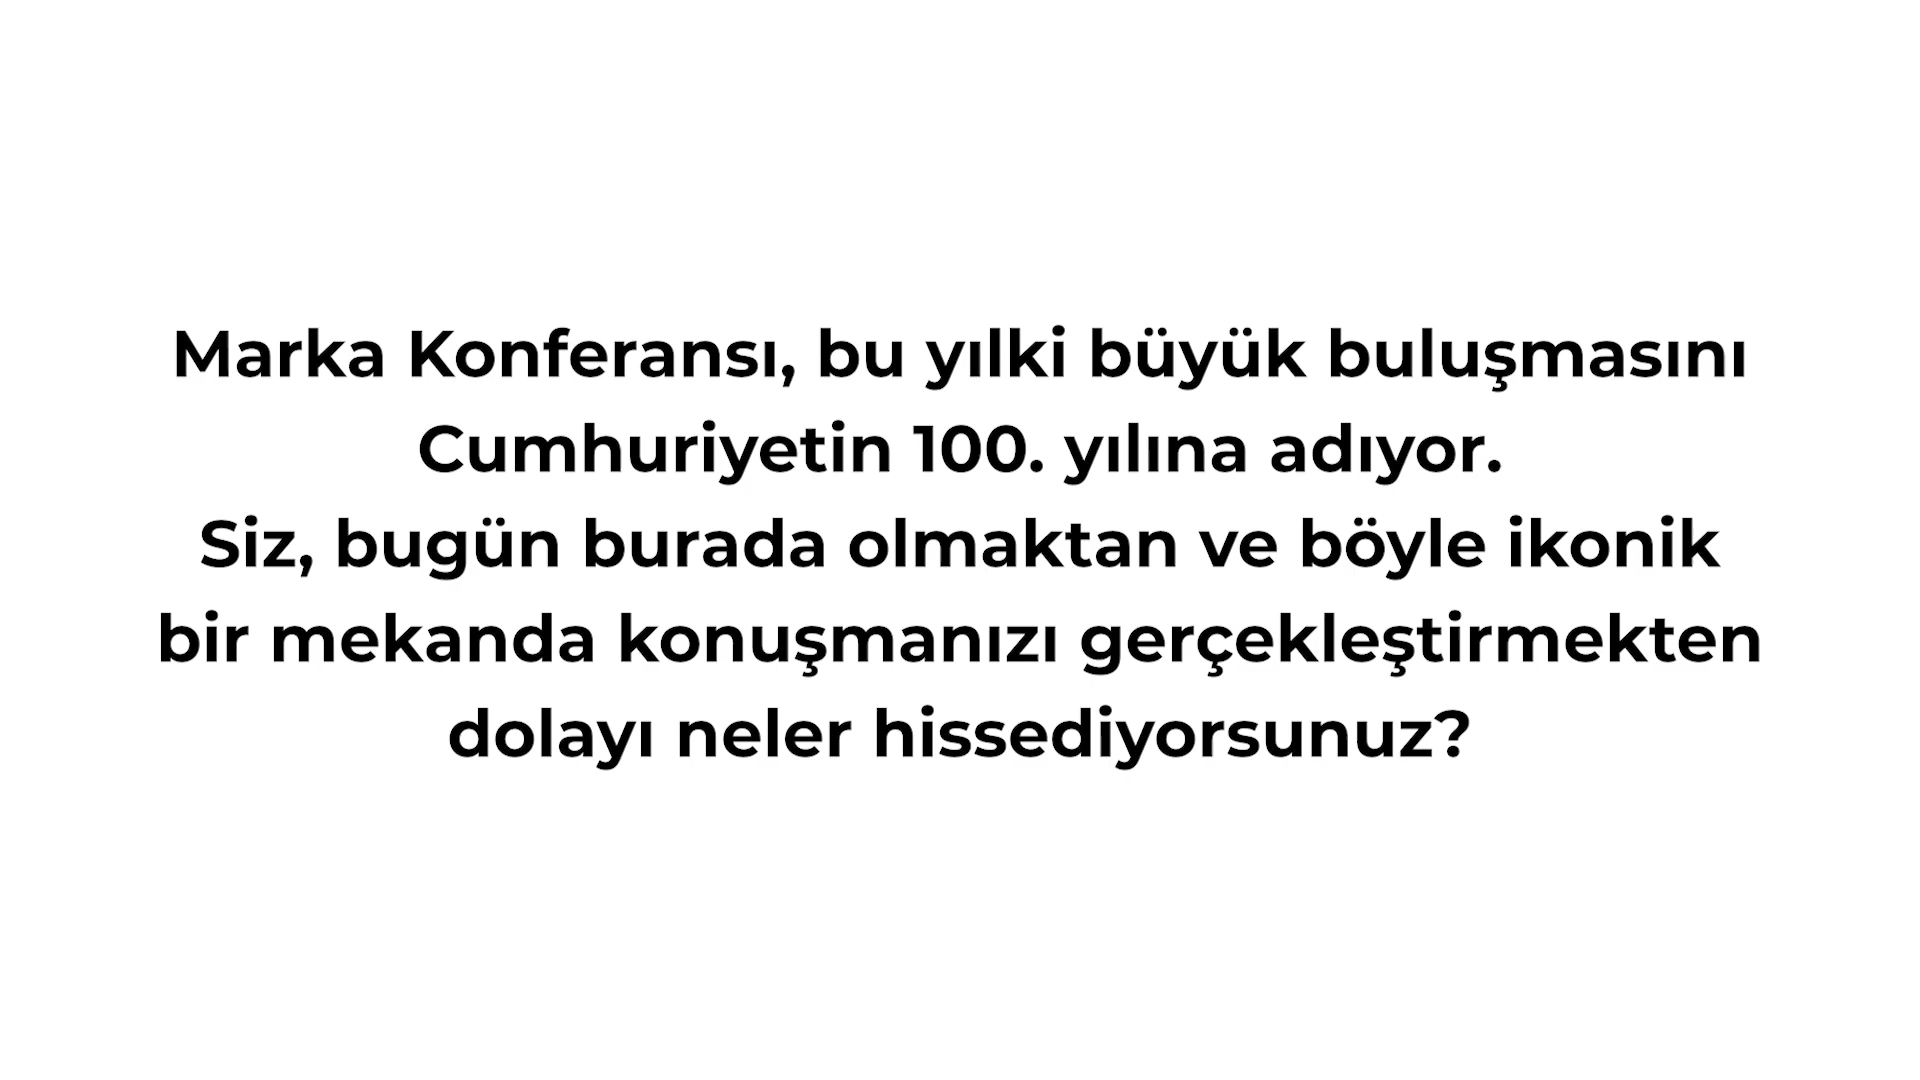 Marka Konferansı, bu yılki büyük buluşmasını
Cumhuriyetin 100. yılına adıyor.
Siz, bugün burada olmaktan ve böyle ikonik
bir mekanda konuşmanızı gerçekleştirmekten
dolayı neler hissediyorsunuz?